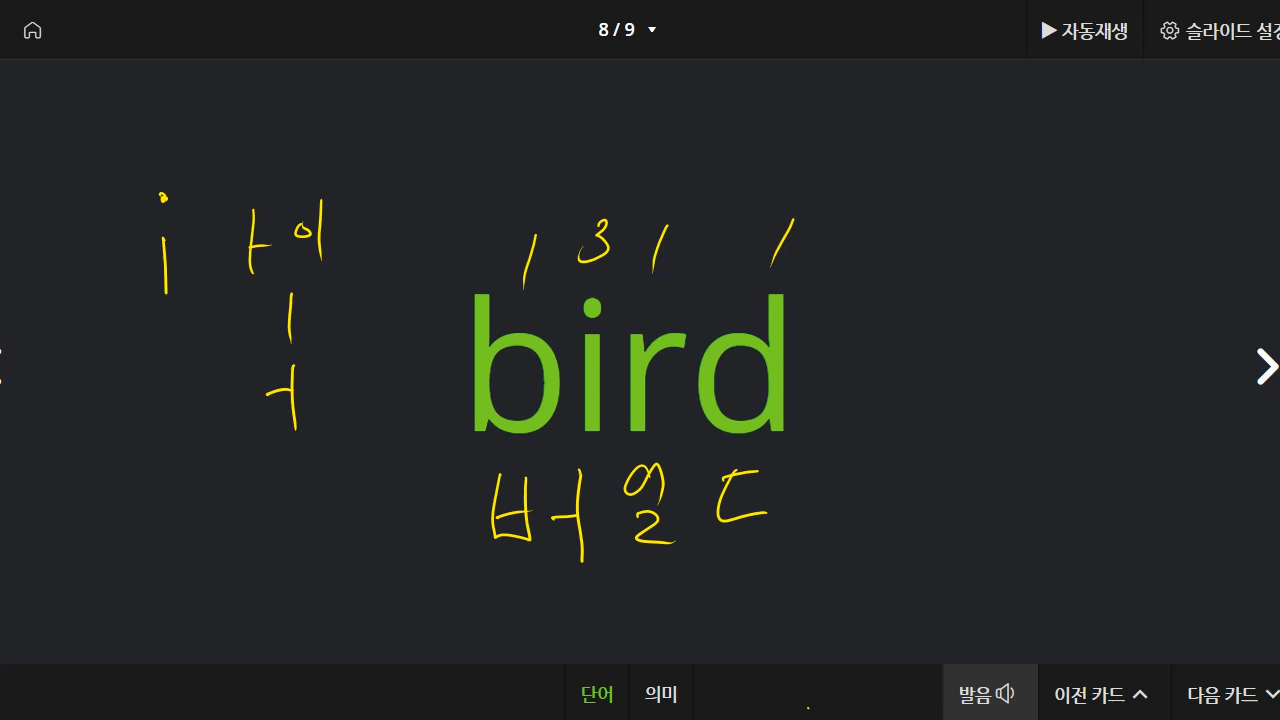 8 / 9
자동재생
슬라이드 설정
i ㅏ이
1 3 1 1
ㅣ
ㅓ
bird
ㅂㅓㄹㄷ
단어
의미
발음
이전 카드
다음 카드